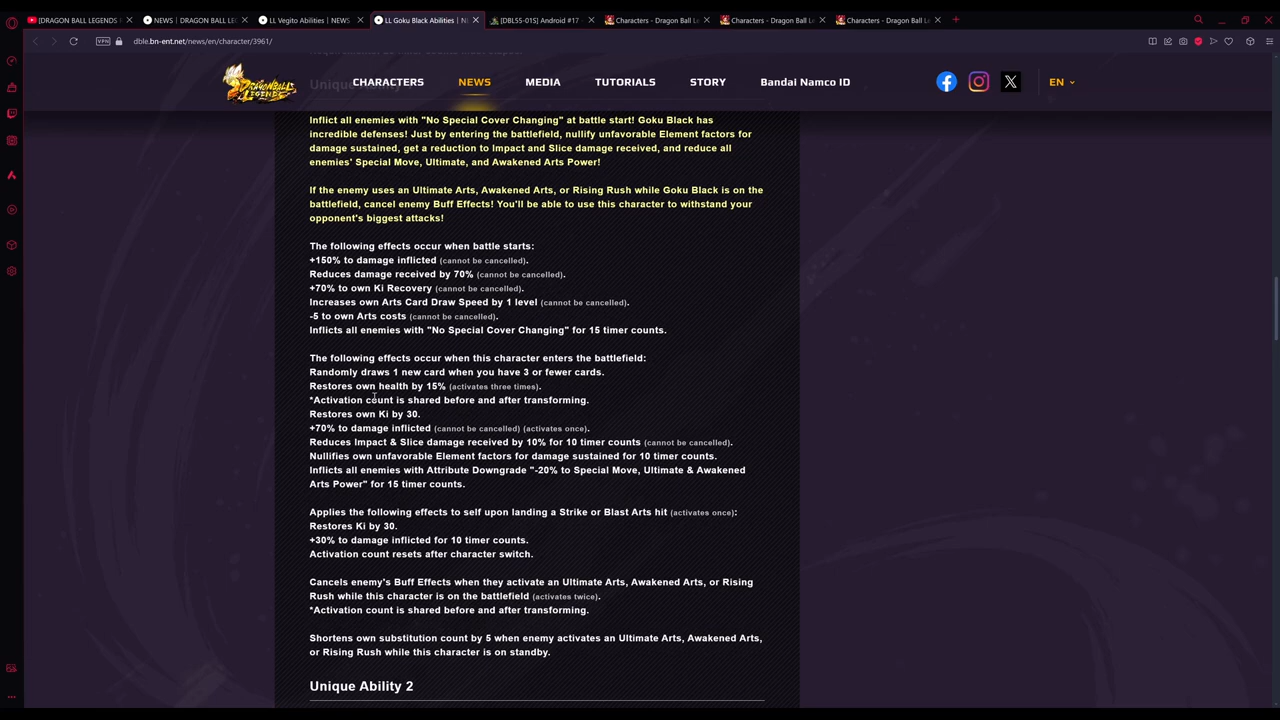 [DRAGON BALL LEGENDS
NEWS | DRAGON BALL LEG
LL Vegito Abilities | NEWS
LL Goku Black Abilities | N
[DBL55-01S] Android #17 -
Characters - Dragon Ball Le
Characters - Dragon Ball Le
Characters - Dragon Ball Le
VPN
dble.bn-ent.net/news/en/character/3961/
DRAGONBALL
LEGENDS
CHARACTERS
NEWS
MEDIA
TUTORIALS
STORY
Bandai Namco ID
EN
Unique Ability
Inflict all enemies with "No Special Cover Changing" at battle start! Goku Black has
incredible defenses! Just by entering the battlefield, nullify unfavorable Element factors for
damage sustained, get a reduction to Impact and Slice damage received, and reduce all
enemies' Special Move, Ultimate, and Awakened Arts Power!
If the enemy uses an Ultimate Arts, Awakened Arts, or Rising Rush while Goku Black is on the
battlefield, cancel enemy Buff Effects! You'll be able to use this character to withstand your
opponent's biggest attacks!
The following effects occur when battle starts:
+150% to damage inflicted (cannot be cancelled).
Reduces damage received by 70% (cannot be cancelled).
+70% to own Ki Recovery (cannot be cancelled).
Increases own Arts Card Draw Speed by 1 level (cannot be cancelled).
-5 to own Arts costs (cannot be cancelled).
Inflicts all enemies with "No Special Cover Changing" for 15 timer counts.
The following effects occur when this character enters the battlefield:
Randomly draws 1 new card when you have 3 or fewer cards.
Restores own health by 15% (activates three times).
*Activation count is shared before and after transforming.
Restores own Ki by 30.
+70% to damage inflicted (cannot be cancelled) (activates once).
Reduces Impact & Slice damage received by 10% for 10 timer counts (cannot be cancelled).
Nullifies own unfavorable Element factors for damage sustained for 10 timer counts.
Inflicts all enemies with Attribute Downgrade "-20% to Special Move, Ultimate & Awakened
Arts Power" for 15 timer counts.
Applies the following effects to self upon landing a Strike or Blast Arts hit (activates once):
Restores Ki by 30.
+30% to damage inflicted for 10 timer counts.
Activation count resets after character switch.
Cancels enemy's Buff Effects when they activate an Ultimate Arts, Awakened Arts, or Rising
Rush while this character is on the battlefield (activates twice).
*Activation count is shared before and after transforming.
Shortens own substitution count by 5 when enemy activates an Ultimate Arts, Awakened Arts,
or Rising Rush while this character is on standby.
Unique Ability 2